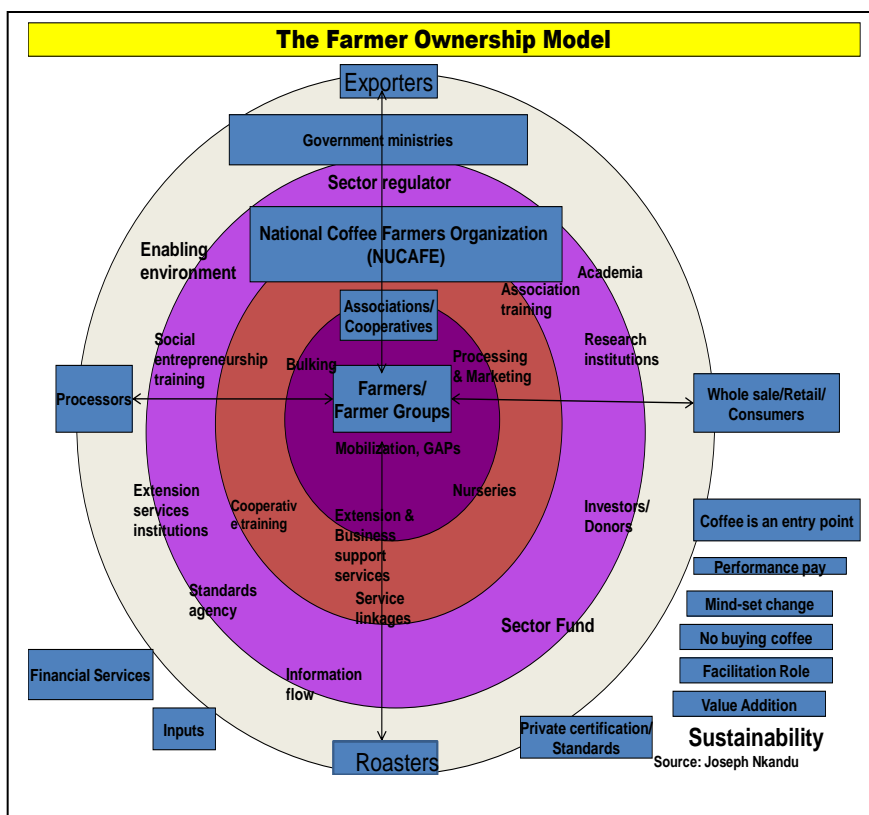 The Farmer Ownership Model
Exporters
Government ministries
Sector regulator
National Coffee Farmers Organization
(NUCAFE)
Enabling
environment
Academia
Association
training
Associations/
Cooperatives
Social
entrepreneurship
training
Bulking
Processing
& Marketing
Research
institutions
Processors
Farmers/
Farmer Groups
Whole sale/Retail/
Consumers
Mobilization, GAPs
Extension
services
institutions
Cooperativ
e training
Extension &
Business
support
services
Nurseries
Investors/
Donors
Coffee is an entry point
Performance pay
Standards
agency
Service
linkages
Sector Fund
Mind-set change
No buying coffee
Facilitation Role
Value Addition
Financial Services
Information
flow
Inputs
Roasters
Private certification/
Standards
Sustainability
Source: Joseph Nkandu